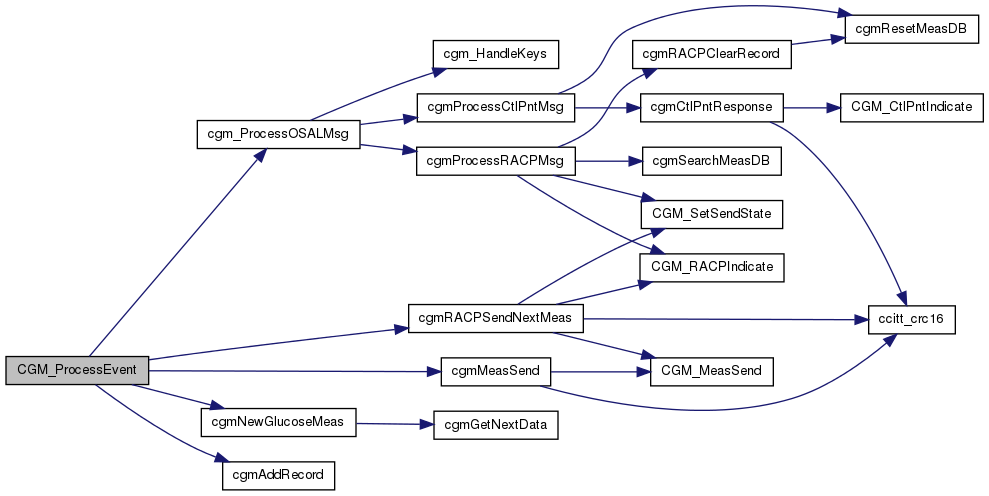 cgmResetMeasDB
cgm_HandleKeys
cgmRACPClearRecord
cgmProcessCtlPntMsg
cgmCtlPntResponse
CGM_CtlPntIndicate
cgm_ProcessOSALMsg
cgmProcessRACPMsg
cgmSearchMeasDB
CGM_SetSendState
CGM_RACPIndicate
cgmRACPSendNextMeas
ccitt_crc16
CGM_ProcessEvent
cgmMeasSend
CGM_MeasSend
cgmNewGlucoseMeas
cgmGetNextData
cgmAddRecord